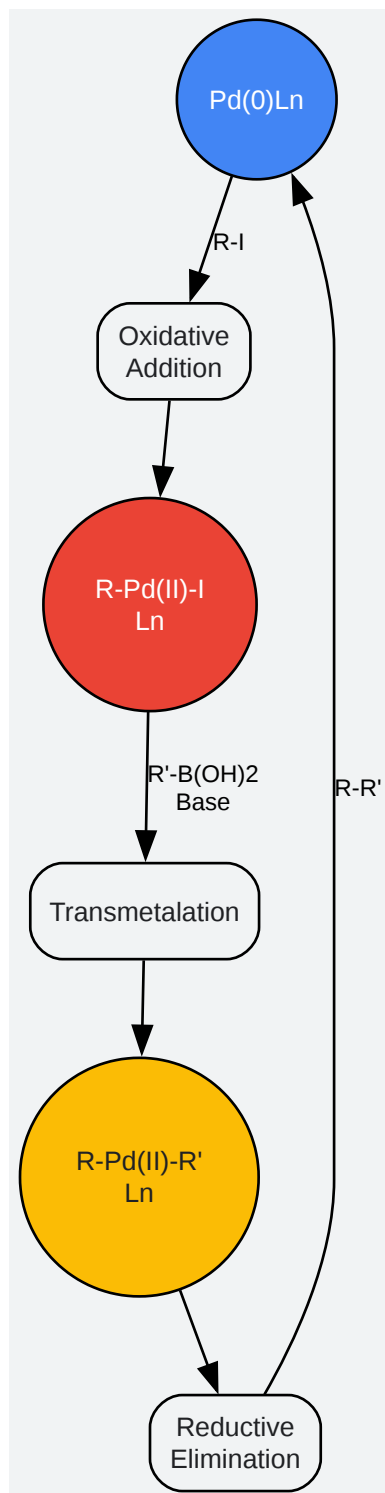 Pd(0)Ln
R-I
Oxidative
Addition
R-Pd(II)-I
Ln
R'-B(OH)2
Base
R-R'
Transmetalation
R-Pd(II)-R'
Ln
Reductive
Elimination